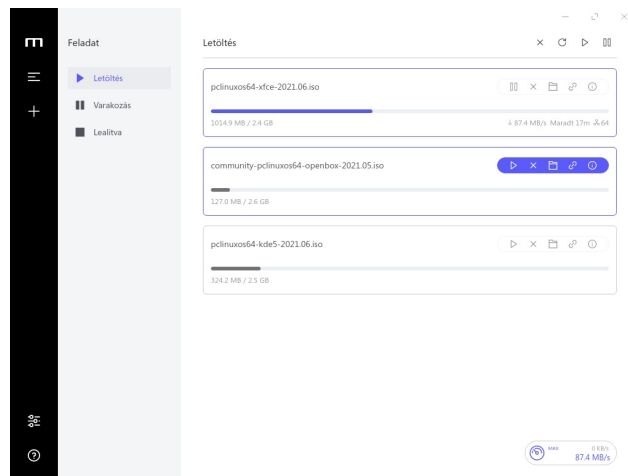 m
Feladat
Letöltés
Varakozás
Lealitva
Letöltés
pclinuxos64-xfce-2021.06.iso
1014.9 MB / 2.4 GB
↓ 87.4 MB/s Maradt 17m 64
community-pclinuxos64-openbox-2021.05.iso
127.0 MB / 2.6 GB
pclinuxos64-kde5-2021.06.iso
324.2 MB / 2.5 GB
MAX 0 KB/s
87.4 MB/s